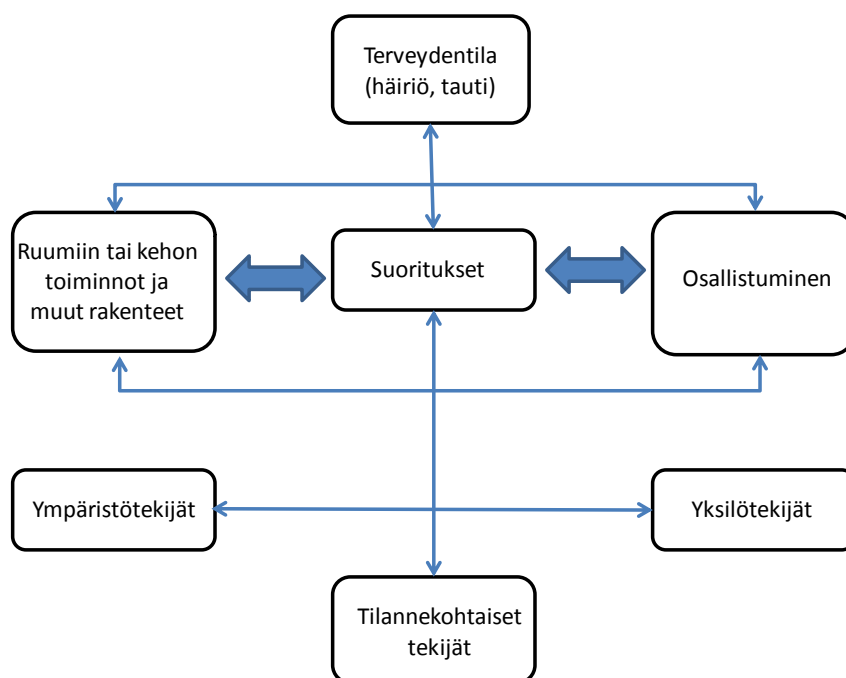 Terveydentila
(häiriö, tauti)
Ruumiin tai kehon
toiminnot ja
muut rakenteet
Suoritukset
Osallistuminen
Ympäristötekijät
Yksilötekijät
Tilannekohtaiset
tekijät